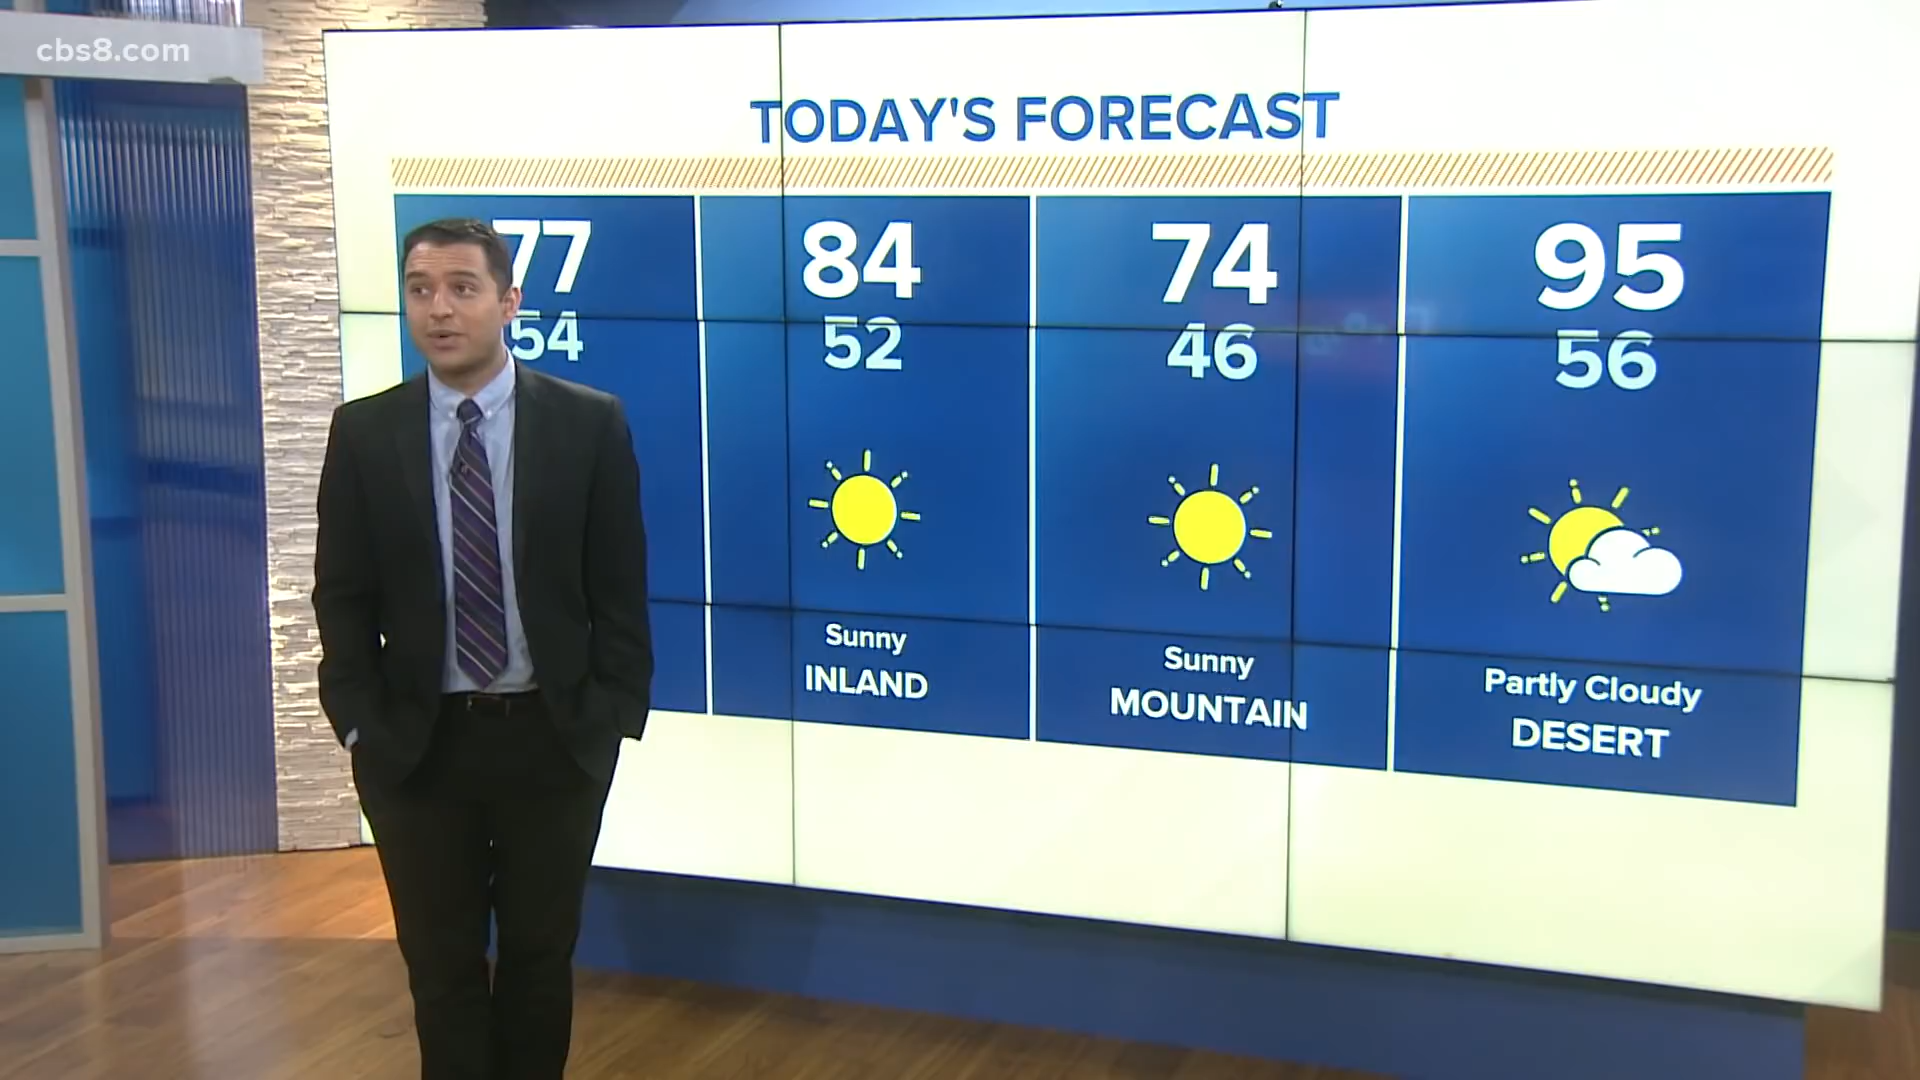 cbs8.com
TODAY'S FORECAST
77
54
84
52
Sunny
INLAND
74
46
Sunny
MOUNTAIN
95
56
Partly Cloudy
DESERT